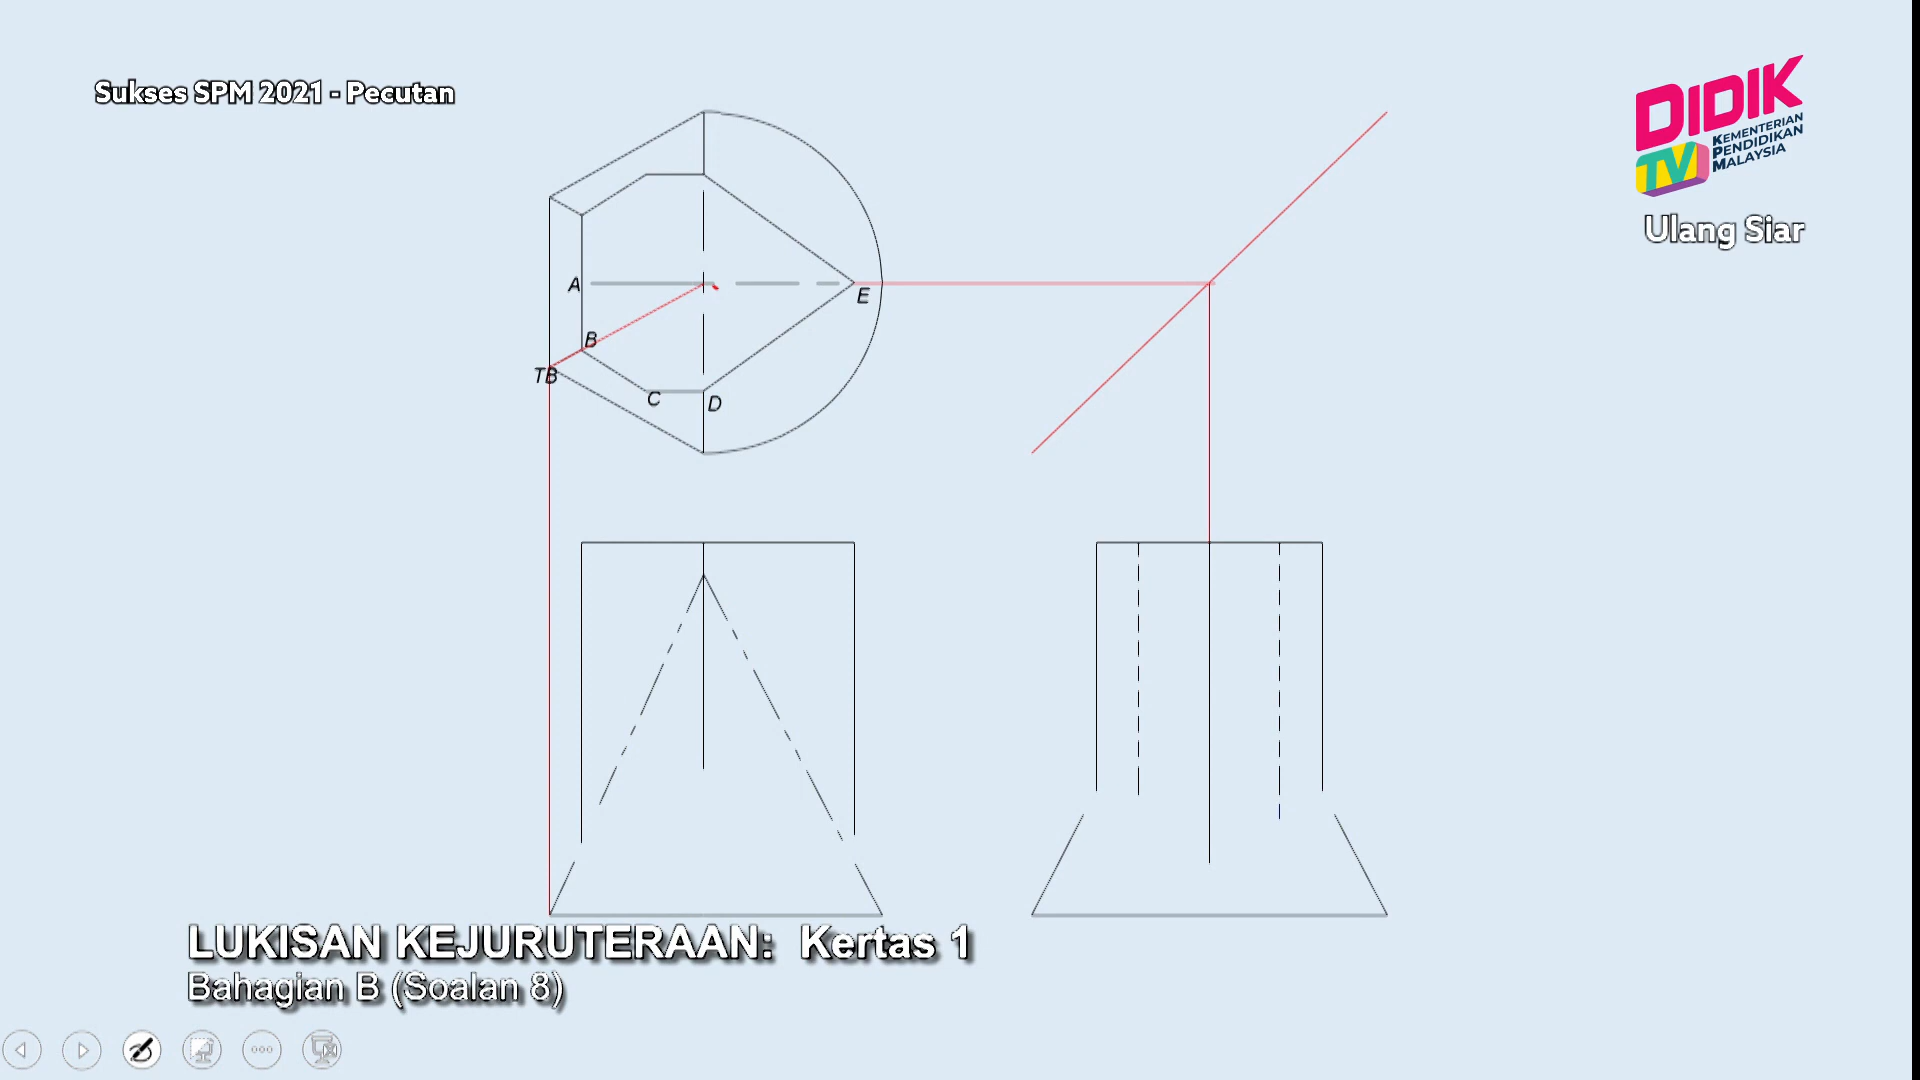 Sukses SPM 2021 - Pecutan
DIDIK
TV
KEMENTERIAN
PENDIDIKAN
MALAYSIA
Ulang Siar
A
E
B
TB
C
D
LUKISAN KEJURUTERAAN: Kertas 1
Bahagian B (Soalan 8)